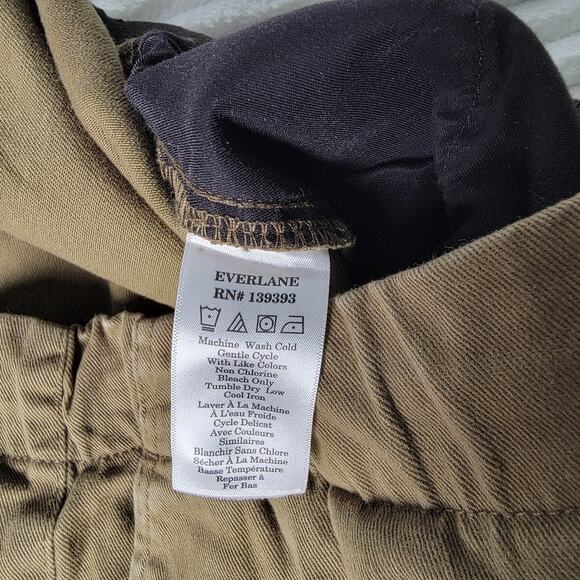 EVERLANE
RN# 139393
Machine Wash Cold
Gentle Cycle
With Like Colors
Non Chlorine
Bleach Only
Tumble Dry Low
Cool Iron
Laver À La Machine
À L'eau Froide
Cycle Delicat
Avec Couleurs
Similaires
Blanchir Sans Chlore
Sécher À La Machine
Basse Température
Repasser à
Fer Bas